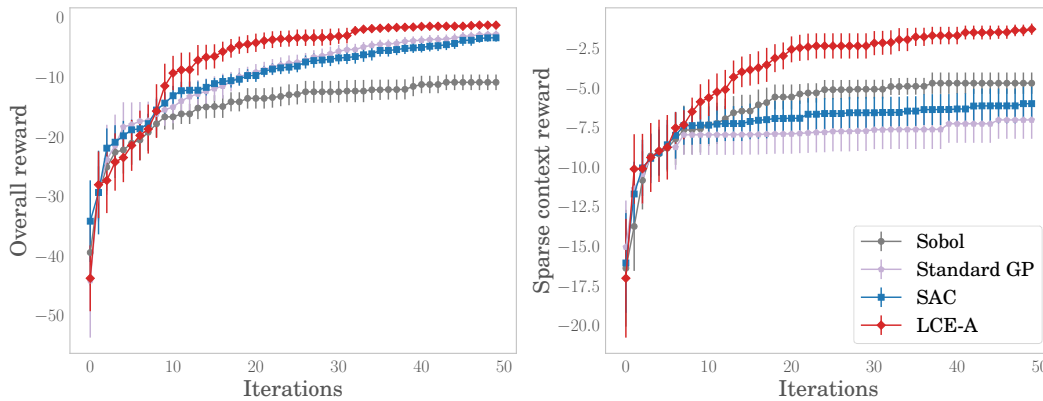 Overall reward
0
−10
−20
−30
−40
−50
0 10 20 30 40 50
Iterations
Sparse context reward
−2.5
−5.0
−7.5
−10.0
−12.5
−15.0
−17.5
−20.0
0 10 20 30 40 50
Iterations
Sobol
Standard GP
SAC
LCE-A